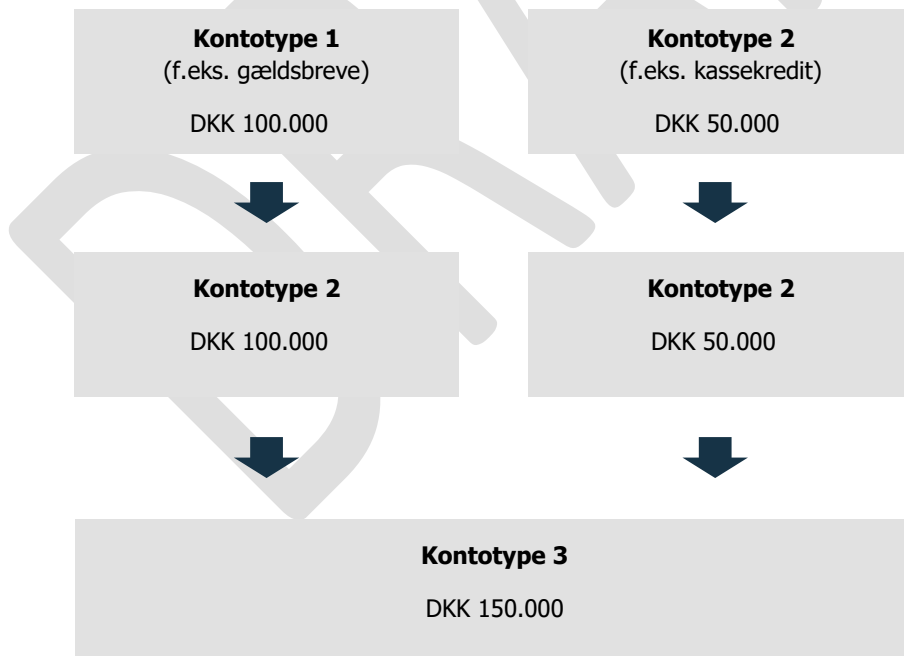 Kontotype 1
(f.eks. gældsbreve)
DKK 100.000
Kontotype 2
(f.eks. kassekredit)
DKK 50.000
Kontotype 2
DKK 100.000
Kontotype 2
DKK 50.000
Kontotype 3
DKK 150.000